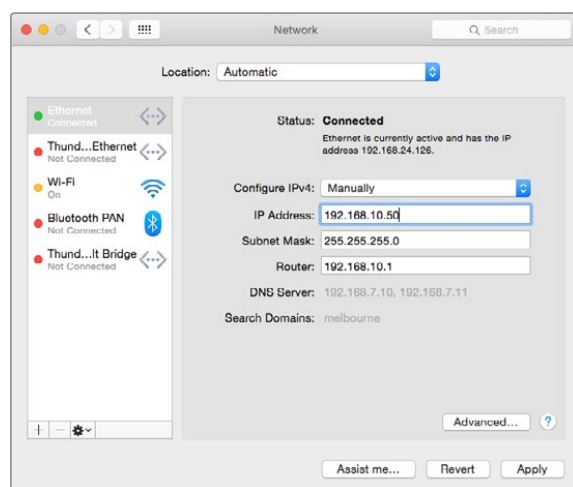 Network
Search
Location: Automatic
Ethernet
Connected
Thund...Ethernet
Not Connected
Wi-Fi
On
Bluetooth PAN
Not Connected
Thund...lt Bridge
Not Connected
Status: Connected
Ethernet is currently active and has the IP
address 192.168.24.126.
Configure IPv4: Manually
IP Address: 192.168.10.50
Subnet Mask: 255.255.255.0
Router: 192.168.10.1
DNS Server: 192.168.7.10, 192.168.7.11
Search Domains: melbourne
Advanced... ?
Assist me... Revert Apply